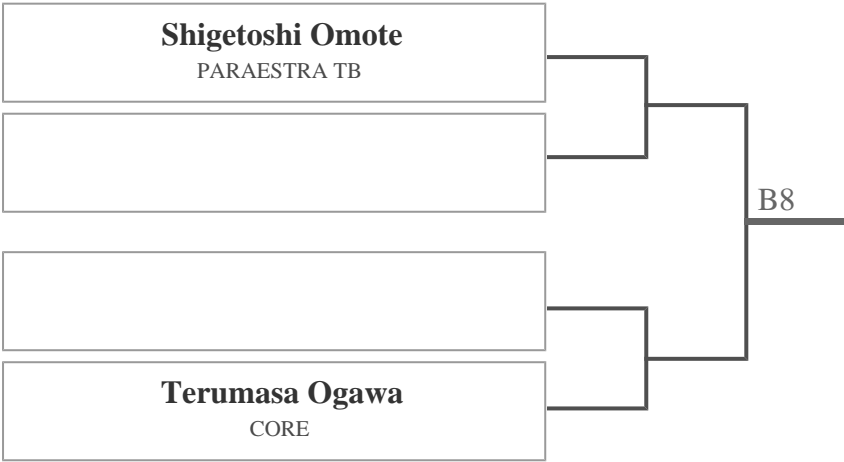 Shigetoshi Omote
PARAESTRA TB
B8
Terumasa Ogawa
CORE